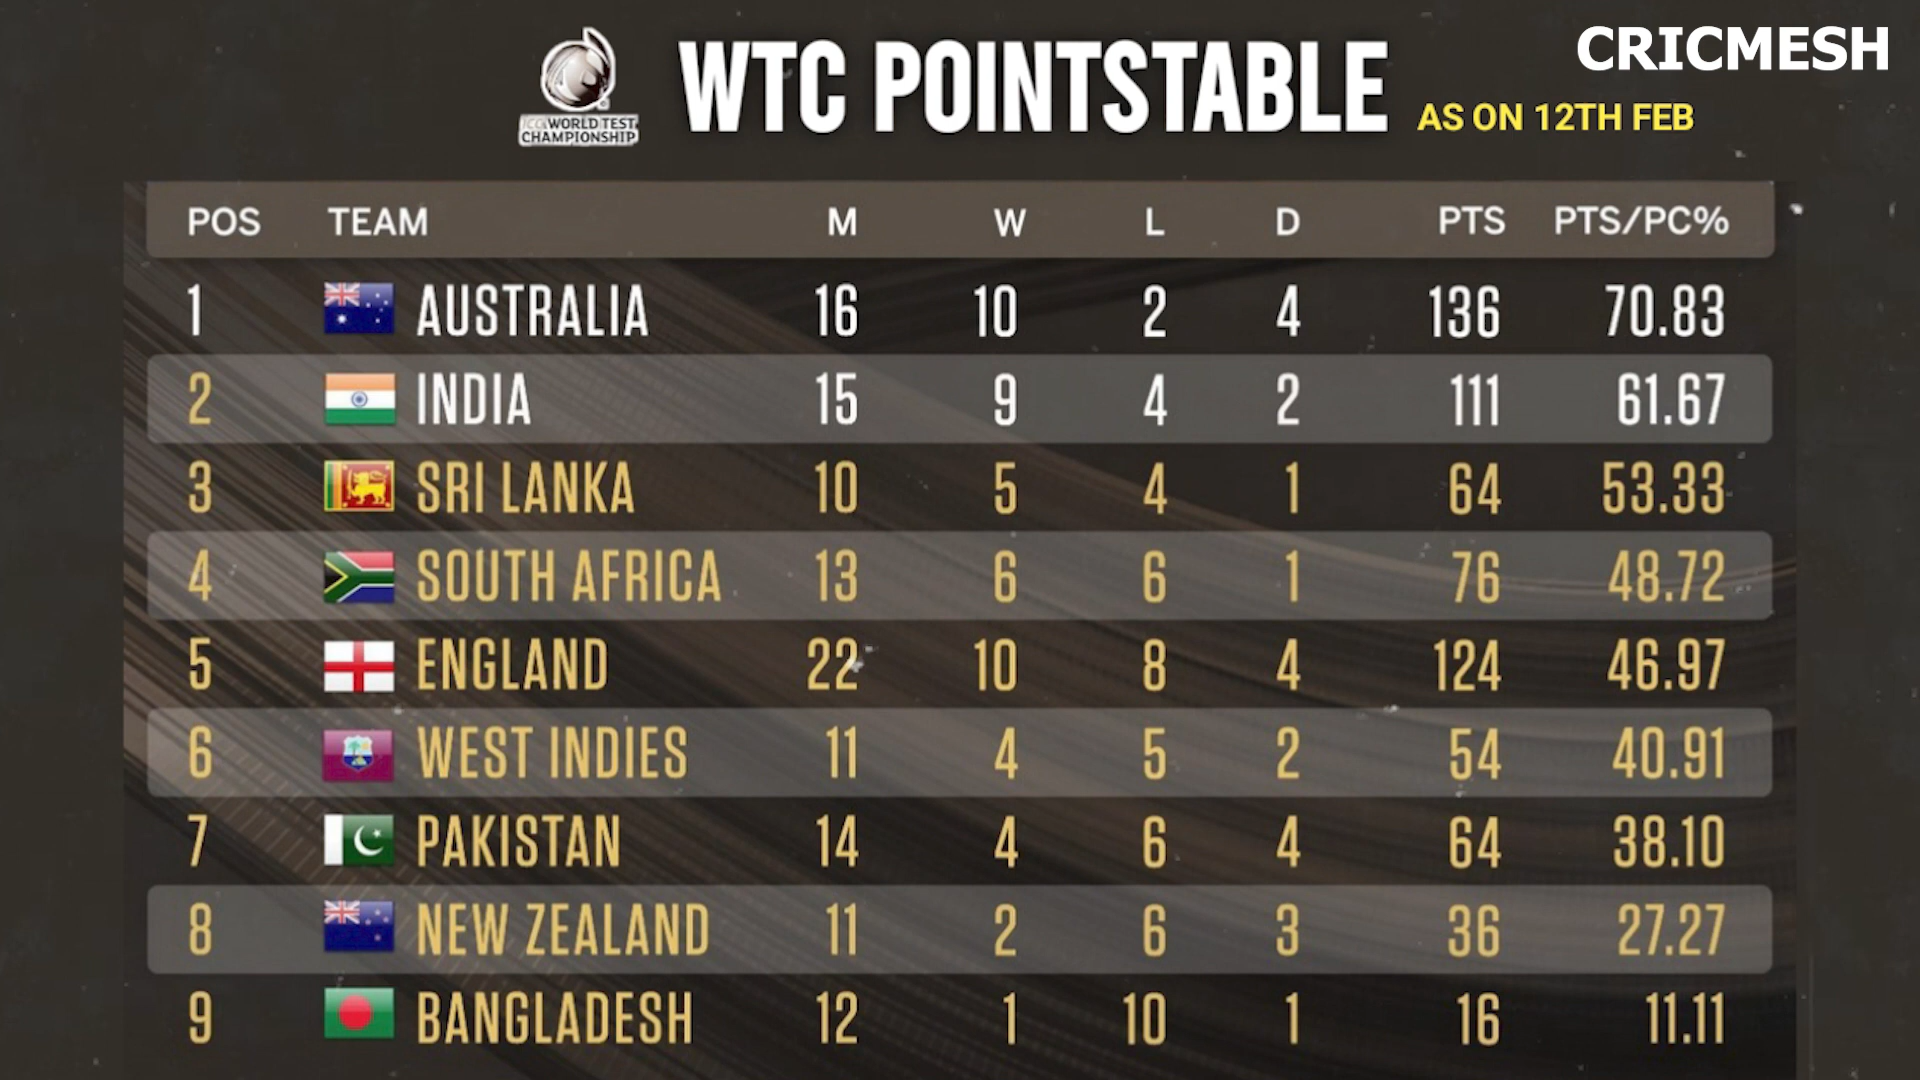 CRICMESH
WTC POINTSTABLE
AS ON 12TH FEB
ICC WORLD TEST
CHAMPIONSHIP
POS TEAM M W L D PTS PTS/PC%
1 AUSTRALIA 16 10 2 4 136 70.83
2 INDIA 15 9 4 2 111 61.67
3 SRI LANKA 10 5 4 1 64 53.33
4 SOUTH AFRICA 13 6 6 1 76 48.72
5 ENGLAND 22 10 8 4 124 46.97
6 WEST INDIES 11 4 5 2 54 40.91
7 PAKISTAN 14 4 6 4 64 38.10
8 NEW ZEALAND 11 2 6 3 36 27.27
9 BANGLADESH 12 1 10 1 16 11.11